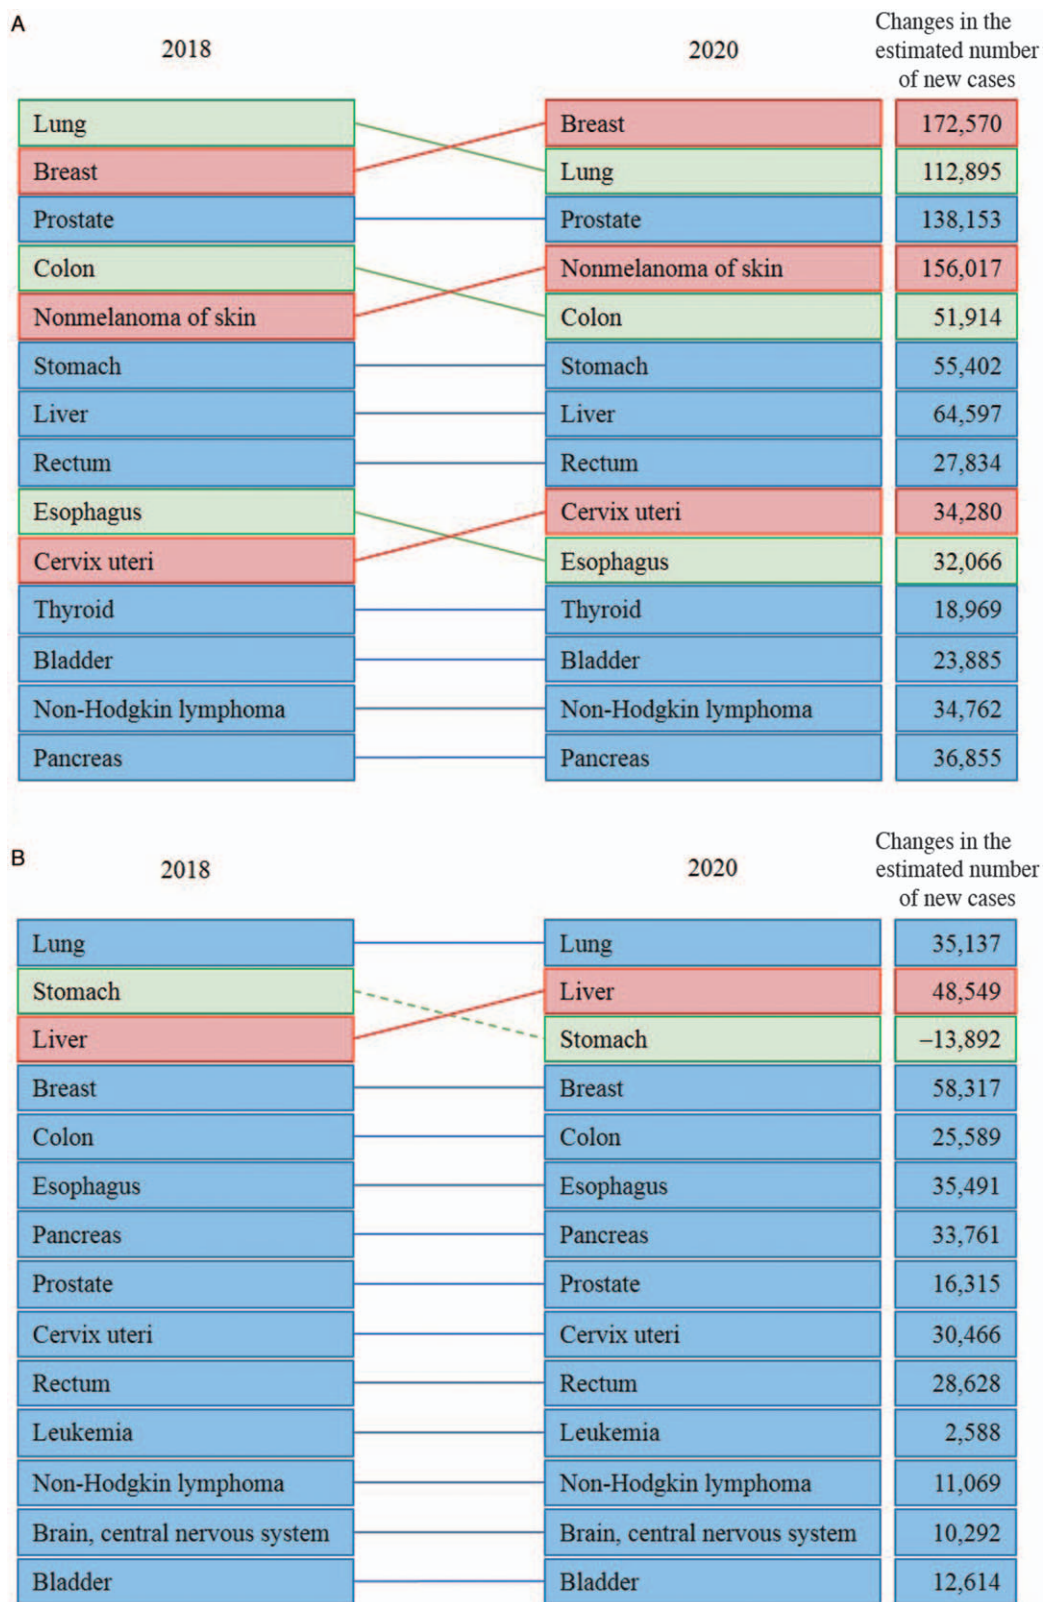 A
2018
2020
Changes in the
estimated number
of new cases
Lung
Breast
172,570
Breast
Lung
112,895
Prostate
Prostate
138,153
Colon
Nonmelanoma of skin
156,017
Nonmelanoma of skin
Colon
51,914
Stomach
Stomach
55,402
Liver
Liver
64,597
Rectum
Rectum
27,834
Esophagus
Cervix uteri
34,280
Cervix uteri
Esophagus
32,066
Thyroid
Thyroid
18,969
Bladder
Bladder
23,885
Non-Hodgkin lymphoma
Non-Hodgkin lymphoma
34,762
Pancreas
Pancreas
36,855
B
2018
2020
Changes in the
estimated number
of new cases
Lung
Lung
35,137
Stomach
Liver
48,549
Liver
Stomach
–13,892
Breast
Breast
58,317
Colon
Colon
25,589
Esophagus
Esophagus
35,491
Pancreas
Pancreas
33,761
Prostate
Prostate
16,315
Cervix uteri
Cervix uteri
30,466
Rectum
Rectum
28,628
Leukemia
Leukemia
2,588
Non-Hodgkin lymphoma
Non-Hodgkin lymphoma
11,069
Brain, central nervous system
Brain, central nervous system
10,292
Bladder
Bladder
12,614